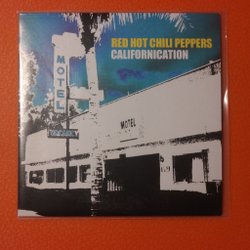 RED HOT CHILI PEPPERS
CALIFORNICATION
MOTEL
MOTEL